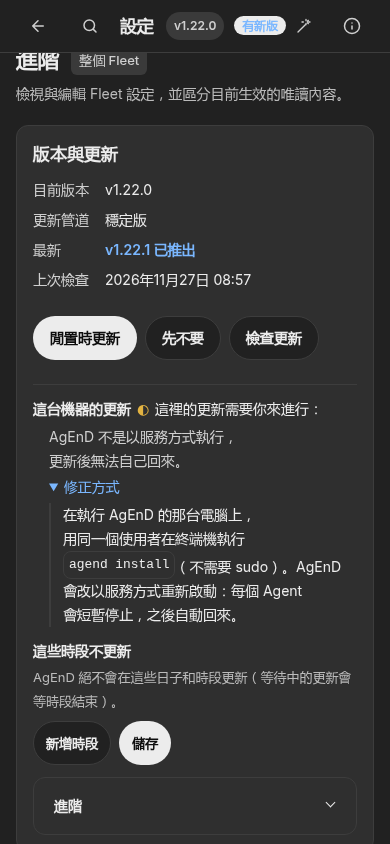 設定
v1.22.0
有新版
進階
整個 Fleet
檢視與編輯 Fleet 設定，並區分目前生效的唯讀內容。
版本與更新
目前版本 v1.22.0
更新管道 穩定版
最新 v1.22.1 已推出
上次檢查 2026年11月27日 08:57
閒置時更新 先不要 檢查更新
這台機器的更新 這裡的更新需要你來進行：
AgEnD 不是以服務方式執行，
更新後無法自己回來。
▼ 修正方式
在執行 AgEnD 的那台電腦上，
用同一個使用者在終端機執行
agend install （不需要 sudo）。AgEnD
會改以服務方式重新啟動：每個 Agent
會短暫停止，之後自動回來。
這些時段不更新
AgEnD 絕不會在這些日子和時段更新（等待中的更新會
等時段結束）。
新增時段 儲存
進階